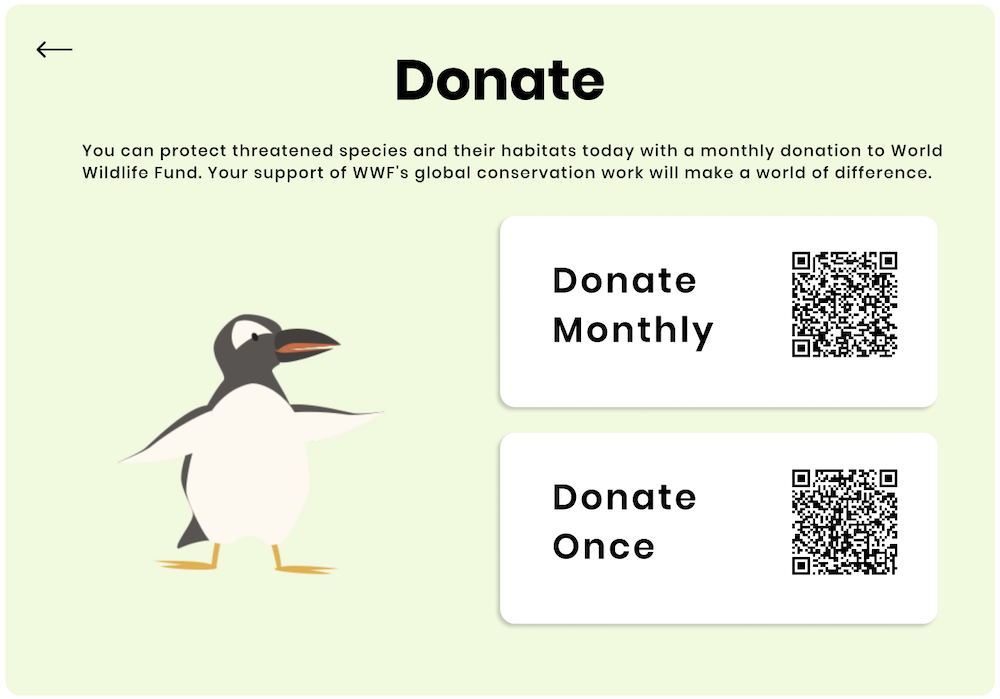 Donate
You can protect threatened species and their habitats today with a monthly donation to World
Wildlife Fund. Your support of WWF's global conservation work will make a world of difference.
Donate
Monthly
Donate
Once